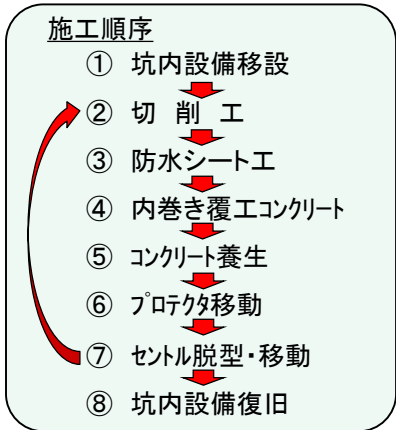 施工順序
① 坑内設備移設
② 切 削 工
③ 防水シート工
④ 内巻き覆工コンクリート
⑤ コンクリート養生
⑥ プロテクタ移動
⑦ セントル脱型・移動
⑧ 坑内設備復旧